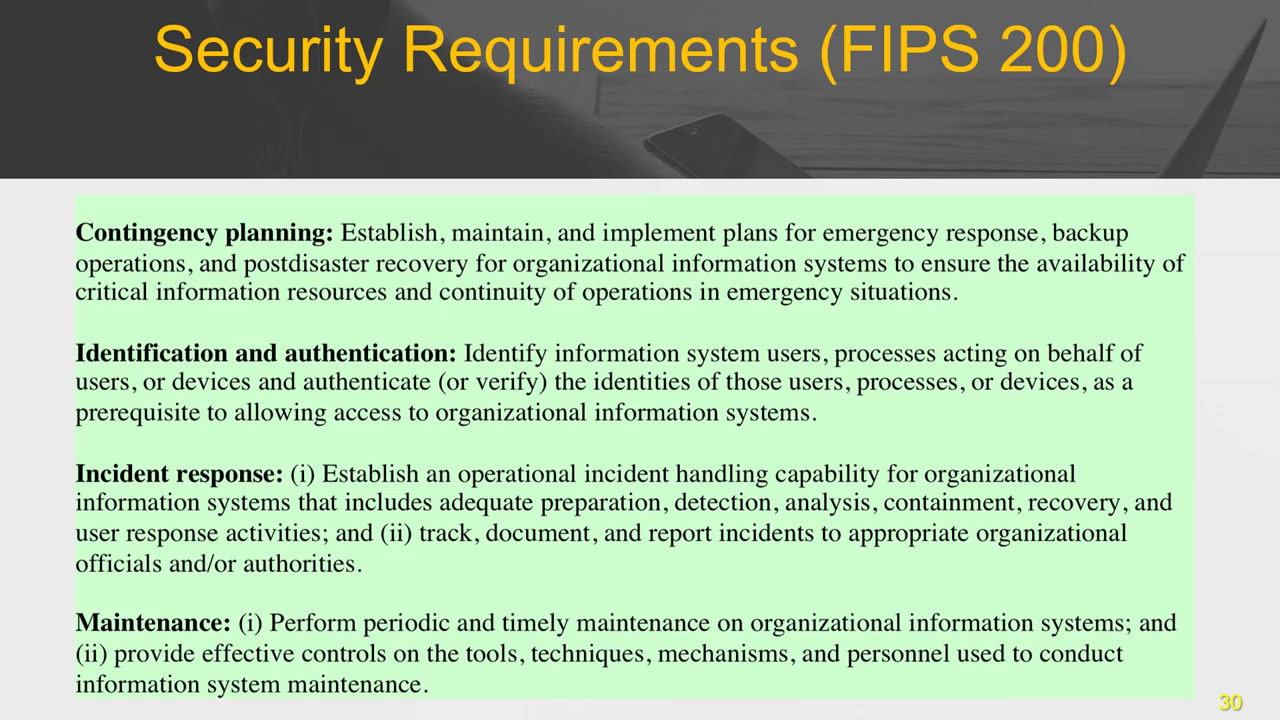 Security Requirements (FIPS 200)
Contingency planning: Establish, maintain, and implement plans for emergency response, backup
operations, and postdisaster recovery for organizational information systems to ensure the availability of
critical information resources and continuity of operations in emergency situations.
Identification and authentication: Identify information system users, processes acting on behalf of
users, or devices and authenticate (or verify) the identities of those users, processes, or devices, as a
prerequisite to allowing access to organizational information systems.
Incident response: (i) Establish an operational incident handling capability for organizational
information systems that includes adequate preparation, detection, analysis, containment, recovery, and
user response activities; and (ii) track, document, and report incidents to appropriate organizational
officials and/or authorities.
Maintenance: (i) Perform periodic and timely maintenance on organizational information systems; and
(ii) provide effective controls on the tools, techniques, mechanisms, and personnel used to conduct
information system maintenance.
30